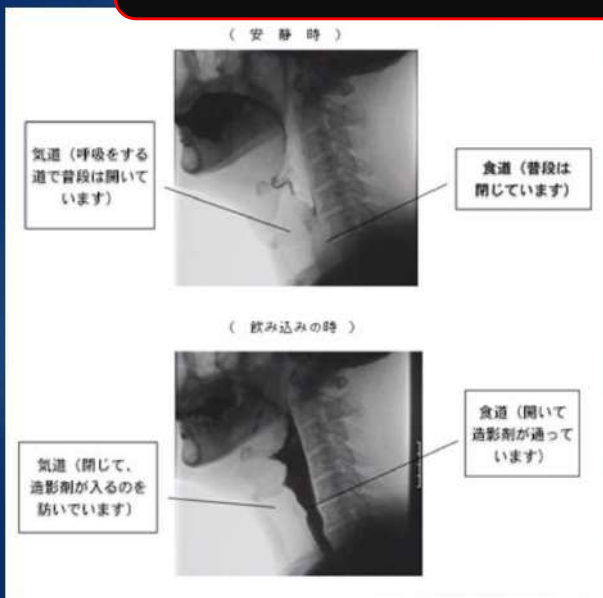 （ 安 静 時 ）
気道（呼吸をする
道で普段は開いて
います）
食道（普段は
閉じています）
（ 飲み込みの時 ）
食道（開いて
造影剤が通って
います）
気道（閉じて、
造影剤が入るのを
防いでいます）